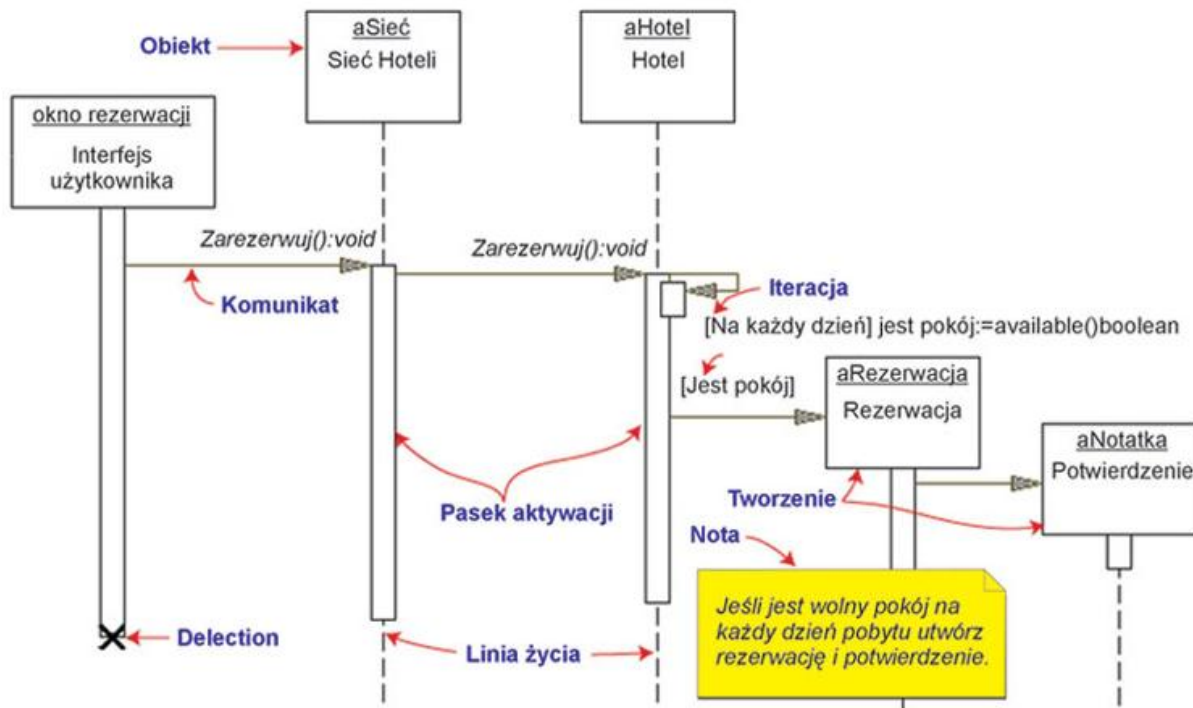 Obiekt
aSieć
Sieć Hoteli
aHotel
Hotel
okno rezerwacji
Interfejs
użytkownika
Zarezerwuj():void
Zarezerwuj():void
Komunikat
Iteracja
[Na każdy dzień] jest pokój:=available()boolean
[Jest pokój]
aRezerwacja
Rezerwacja
aNotatka
Potwierdzenie
Pasek aktywacji
Tworzenie
Nota
Jeśli jest wolny pokój na
każdy dzień pobytu utwórz
rezerwację i potwierdzenie.
Delection
Linia życia